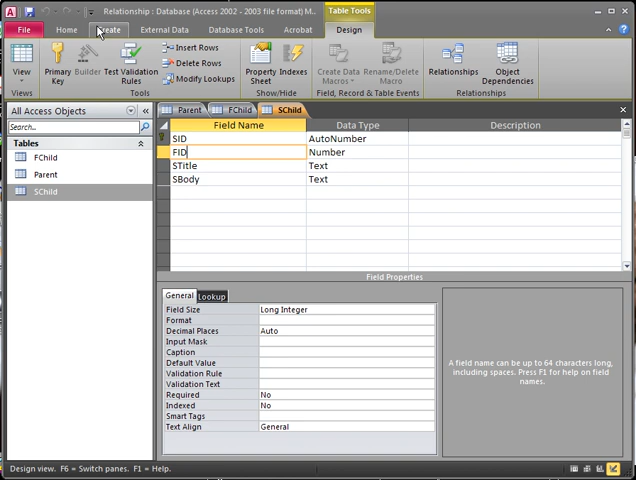 Relationship : Database (Access 2002 - 2003 file format) M...
Table Tools
File
Home
Create
External Data
Database Tools
Acrobat
Design
View
Primary Key
Builder
Test Validation Rules
Insert Rows
Delete Rows
Modify Lookups
Property Sheet
Indexes
Create Data Macros
Rename/Delete Macro
Relationships
Object Dependencies
Views
Tools
Show/Hide
Field, Record & Table Events
Relationships
All Access Objects
Search...
Tables
FChild
Parent
SChild
Parent
FChild
SChild
Field Name
Data Type
Description
SID
AutoNumber
FID
Number
STitle
Text
SBody
Text
Field Properties
General
Lookup
Field Size
Long Integer
Format
Decimal Places
Auto
Input Mask
Caption
Default Value
Validation Rule
Validation Text
Required
No
Indexed
No
Smart Tags
Text Align
General
A field name can be up to 64 characters long,
including spaces. Press F1 for help on field
names.
Design view. F6 = Switch panes. F1 = Help.